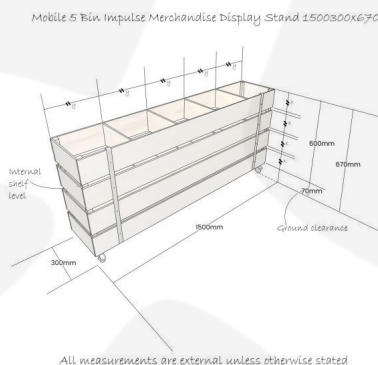 Mobile 5 Bin Impulse Merchandise Display Stand 1500300x670
600mm
670mm
Internal
shelf
level
70mm
1500mm
Ground clearance
300mm
All measurements are external unless otherwise stated